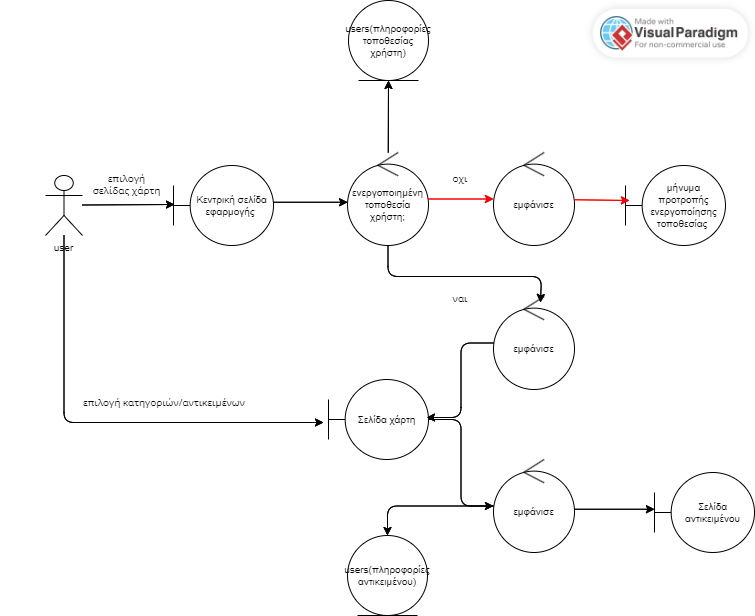 Made with
VisualParadigm
For non-commercial use
users(πληροφορίες
τοποθεσίας
χρήστη)
επιλογή
σελίδας χάρτη
user
Κεντρική σελίδα
εφαρμογής
ενεργοποιημένη
τοποθεσία
χρήστη;
οχι
εμφάνισε
μήνυμα
προτροπής
ενεργοποίησης
τοποθεσίας
ναι
εμφάνισε
επιλογή κατηγοριών/αντικειμένων
Σελίδα χάρτη
εμφάνισε
Σελίδα
αντικειμένου
users(πληροφορίες
αντικειμένου)